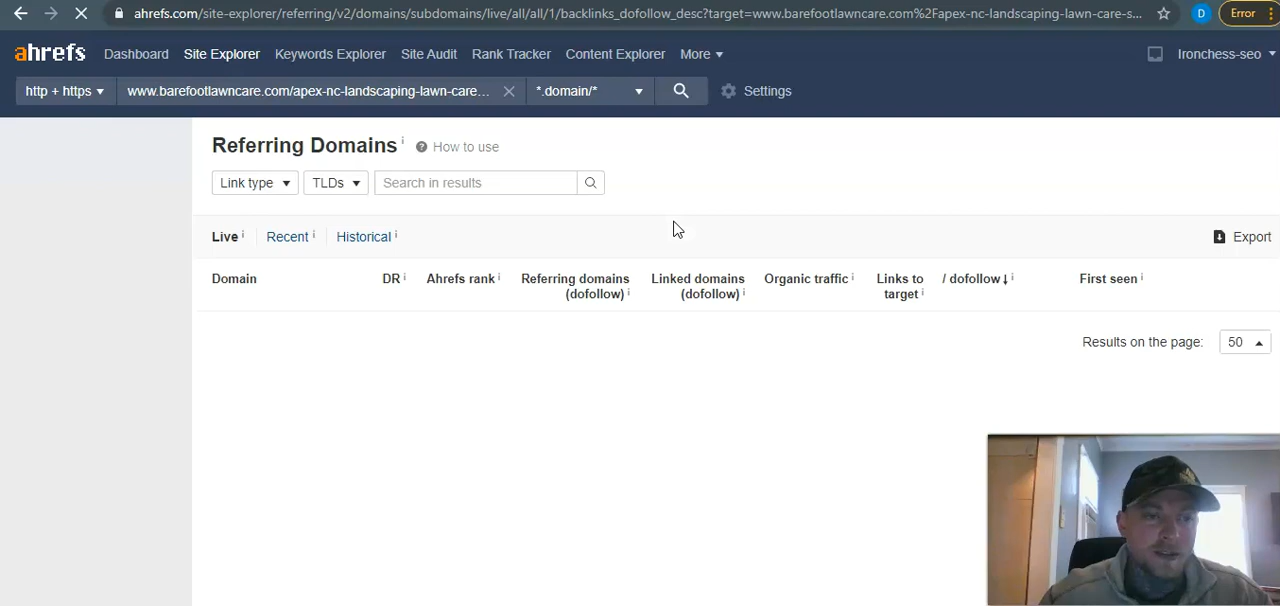 ahrefs.com/site-explorer/referring/v2/domains/subdomains/live/all/all/1/backlinks_dofollow_desc?target=www.barefootlawncare.com%2Fapex-nc-landscaping-lawn-care-s... D Error
ahrefs Dashboard Site Explorer Keywords Explorer Site Audit Rank Tracker Content Explorer More Ironchess-seo
http + https www.barefootlawncare.com/apex-nc-landscaping-lawn-care... *.domain/* Settings
Referring Domains i ? How to use
Link type TLDs Search in results
Live i Recent i Historical i Export
Domain DR i Ahrefs rank i Referring domains (dofollow) i Linked domains (dofollow) i Organic traffic i Links to target i / dofollow↓ i First seen i
Results on the page: 50